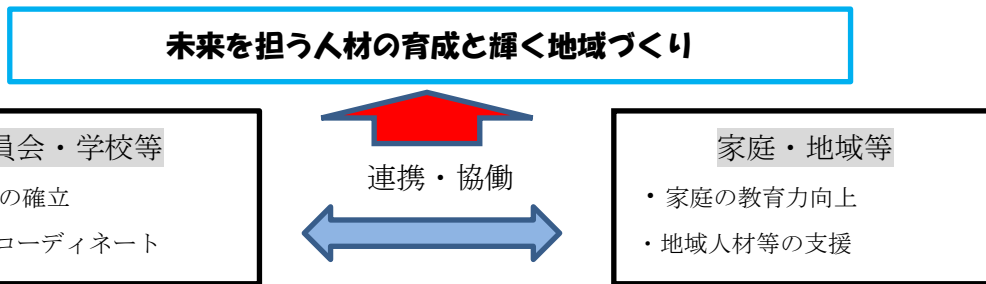 未来を担う人材の育成と輝く地域づくり
員会・学校等
の確立
コーディネート
連携・協働
家庭・地域等
・家庭の教育力向上
・地域人材等の支援